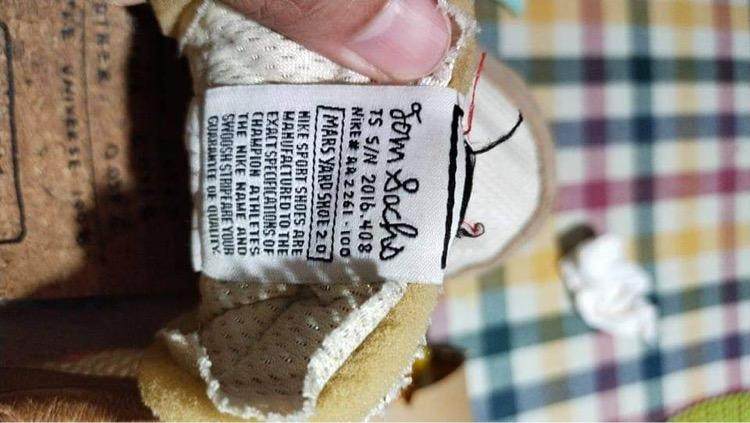 Tom Sachs
TS S/N 2016.408
NIKE# AA2261-100
MARS YARD SHOE 2.0
NIKE SPORT SHOES ARE
MANUFACTURED TO THE
EXACT SPECIFICATIONS OF
CHAMPION ATHLETES
THE NIKE NAME AND
SWOOSH STRIPE ARE YOUR
GUARANTEE OF QUALITY.
UNIVERSE